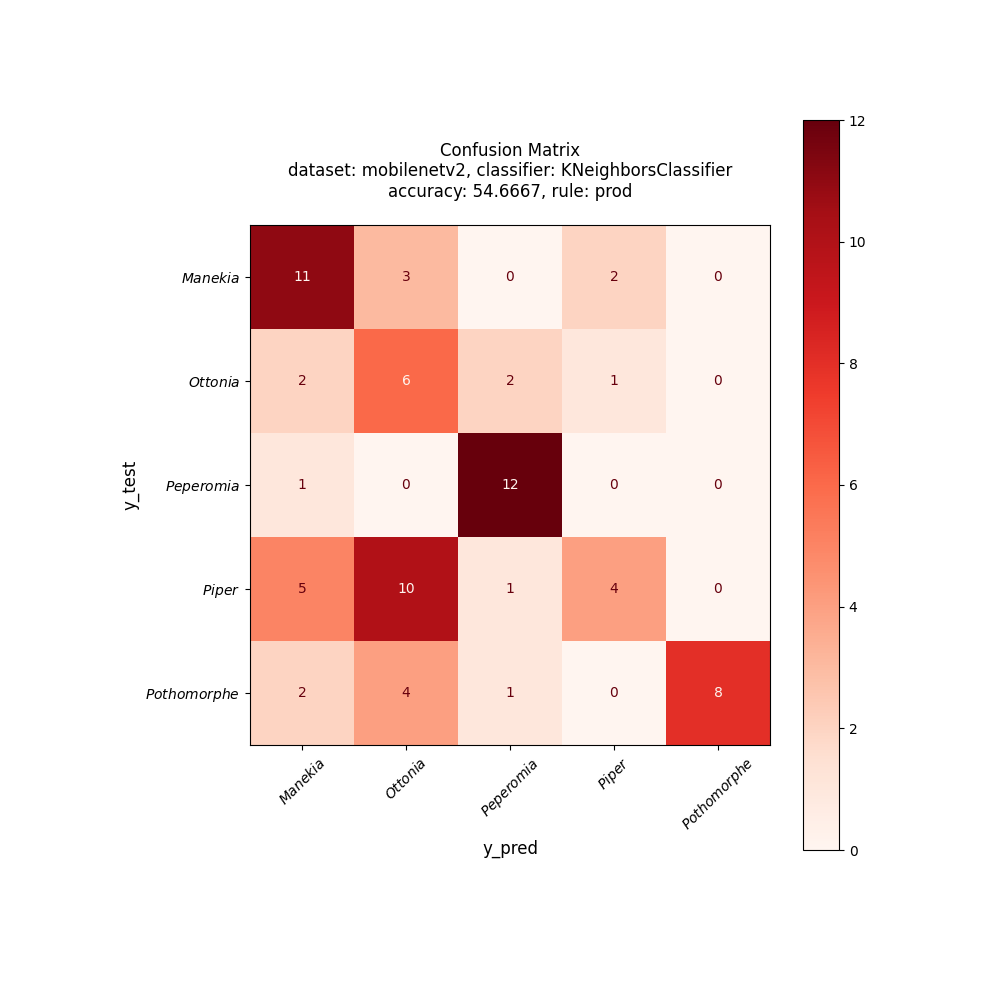 Confusion Matrix
dataset: mobilenetv2, classifier: KNeighborsClassifier
accuracy: 54.6667, rule: prod
12
10
8
6
4
2
0
y_test
Manekia 11 3 0 2 0
Ottonia 2 6 2 1 0
Peperomia 1 0 12 0 0
Piper 5 10 1 4 0
Pothomorphe 2 4 1 0 8
Manekia Ottonia Peperomia Piper Pothomorphe
y_pred